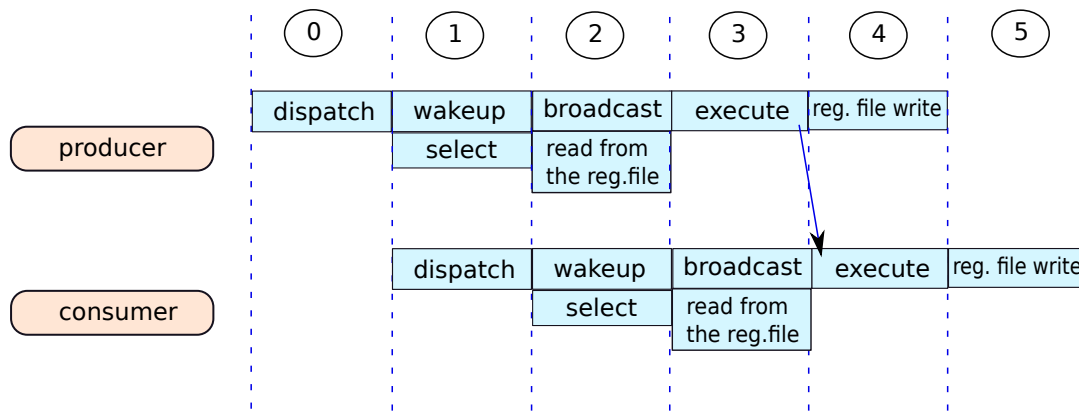 0 1 2 3 4 5
dispatch wakeup broadcast execute reg. file write
producer
select read from
the reg.file
dispatch wakeup broadcast execute reg. file write
consumer
select read from
the reg.file